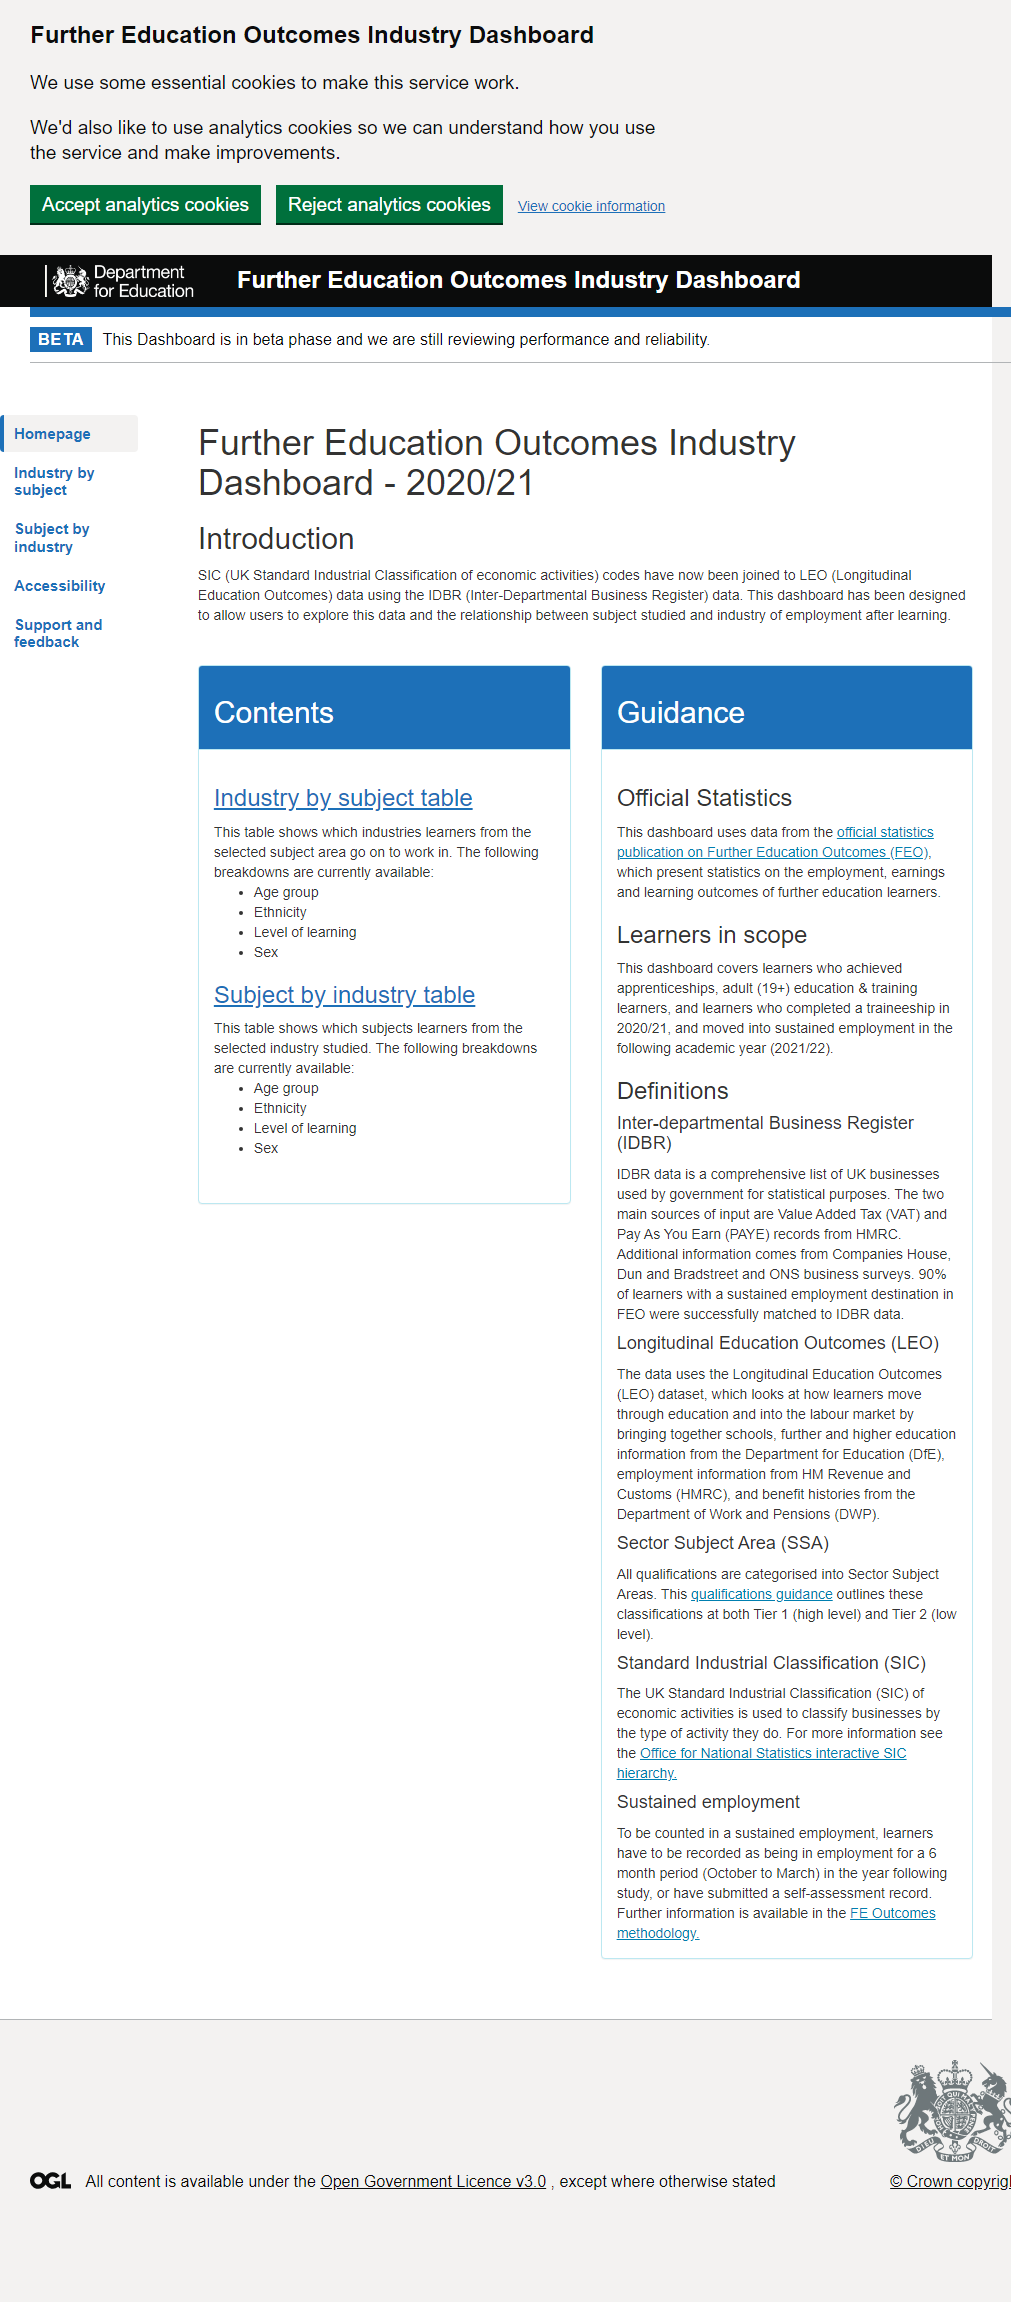 Further Education Outcomes Industry Dashboard
We use some essential cookies to make this service work.
We'd also like to use analytics cookies so we can understand how you use
the service and make improvements.
Accept analytics cookies
Reject analytics cookies
View cookie information
Department
for Education
Further Education Outcomes Industry Dashboard
BETA
This Dashboard is in beta phase and we are still reviewing performance and reliability.
Homepage
Industry by
subject
Subject by
industry
Accessibility
Support and
feedback
Further Education Outcomes Industry
Dashboard - 2020/21
Introduction
SIC (UK Standard Industrial Classification of economic activities) codes have now been joined to LEO (Longitudinal
Education Outcomes) data using the IDBR (Inter-Departmental Business Register) data. This dashboard has been designed
to allow users to explore this data and the relationship between subject studied and industry of employment after learning.
Contents
Industry by subject table
This table shows which industries learners from the
selected subject area go on to work in. The following
breakdowns are currently available:
• Age group
• Ethnicity
• Level of learning
• Sex
Subject by industry table
This table shows which subjects learners from the
selected industry studied. The following breakdowns
are currently available:
• Age group
• Ethnicity
• Level of learning
• Sex
Guidance
Official Statistics
This dashboard uses data from the official statistics
publication on Further Education Outcomes (FEO),
which present statistics on the employment, earnings
and learning outcomes of further education learners.
Learners in scope
This dashboard covers learners who achieved
apprenticeships, adult (19+) education & training
learners, and learners who completed a traineeship in
2020/21, and moved into sustained employment in the
following academic year (2021/22).
Definitions
Inter-departmental Business Register
(IDBR)
IDBR data is a comprehensive list of UK businesses
used by government for statistical purposes. The two
main sources of input are Value Added Tax (VAT) and
Pay As You Earn (PAYE) records from HMRC.
Additional information comes from Companies House,
Dun and Bradstreet and ONS business surveys. 90%
of learners with a sustained employment destination in
FEO were successfully matched to IDBR data.
Longitudinal Education Outcomes (LEO)
The data uses the Longitudinal Education Outcomes
(LEO) dataset, which looks at how learners move
through education and into the labour market by
bringing together schools, further and higher education
information from the Department for Education (DfE),
employment information from HM Revenue and
Customs (HMRC), and benefit histories from the
Department of Work and Pensions (DWP).
Sector Subject Area (SSA)
All qualifications are categorised into Sector Subject
Areas. This qualifications guidance outlines these
classifications at both Tier 1 (high level) and Tier 2 (low
level).
Standard Industrial Classification (SIC)
The UK Standard Industrial Classification (SIC) of
economic activities is used to classify businesses by
the type of activity they do. For more information see
the Office for National Statistics interactive SIC
hierarchy.
Sustained employment
To be counted in a sustained employment, learners
have to be recorded as being in employment for a 6
month period (October to March) in the year following
study, or have submitted a self-assessment record.
Further information is available in the FE Outcomes
methodology.
DIEU ET MON DROIT
OGL All content is available under the Open Government Licence v3.0 , except where otherwise stated
© Crown copyrig